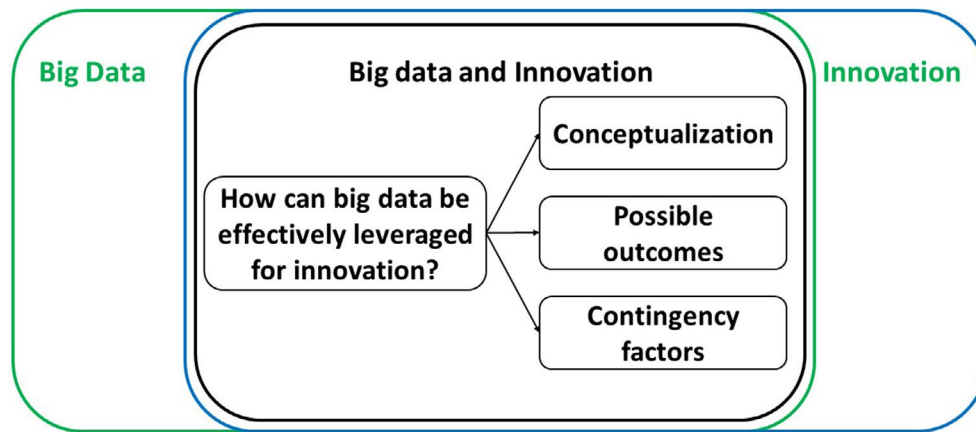 Big Data
Big data and Innovation
Innovation
Conceptualization
How can big data be
effectively leveraged
for innovation?
Possible
outcomes
Contingency
factors